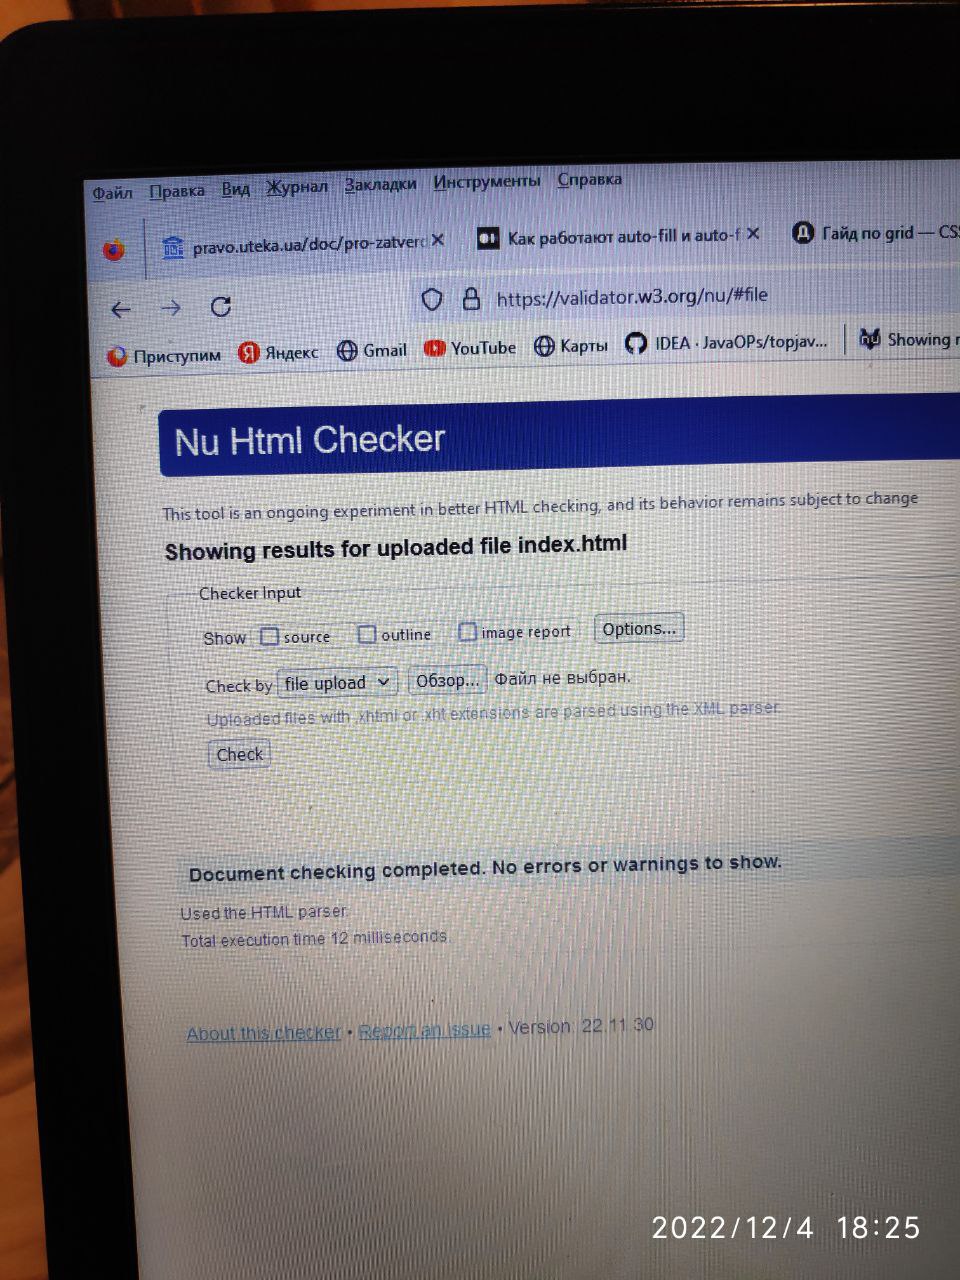 Файл Правка Вид Журнал Закладки Инструменты Справка
pravo.uteka.ua/doc/pro-zatverd Как работают auto-fill и auto-f Гайд по grid — CSS
https://validator.w3.org/nu/#file
Приступим Яндекс Gmail YouTube Карты IDEA · JavaOPs/topjav... Showing r
Nu Html Checker
This tool is an ongoing experiment in better HTML checking, and its behavior remains subject to change
Showing results for uploaded file index.html
Checker Input
Show source outline image report Options...
Check by file upload Обзор... Файл не выбран.
Uploaded files with .xhtml or .xht extensions are parsed using the XML parser.
Check
Document checking completed. No errors or warnings to show.
Used the HTML parser.
Total execution time 12 milliseconds.
About this checker • Report an issue • Version: 22.11.30
2022/12/4 18:25